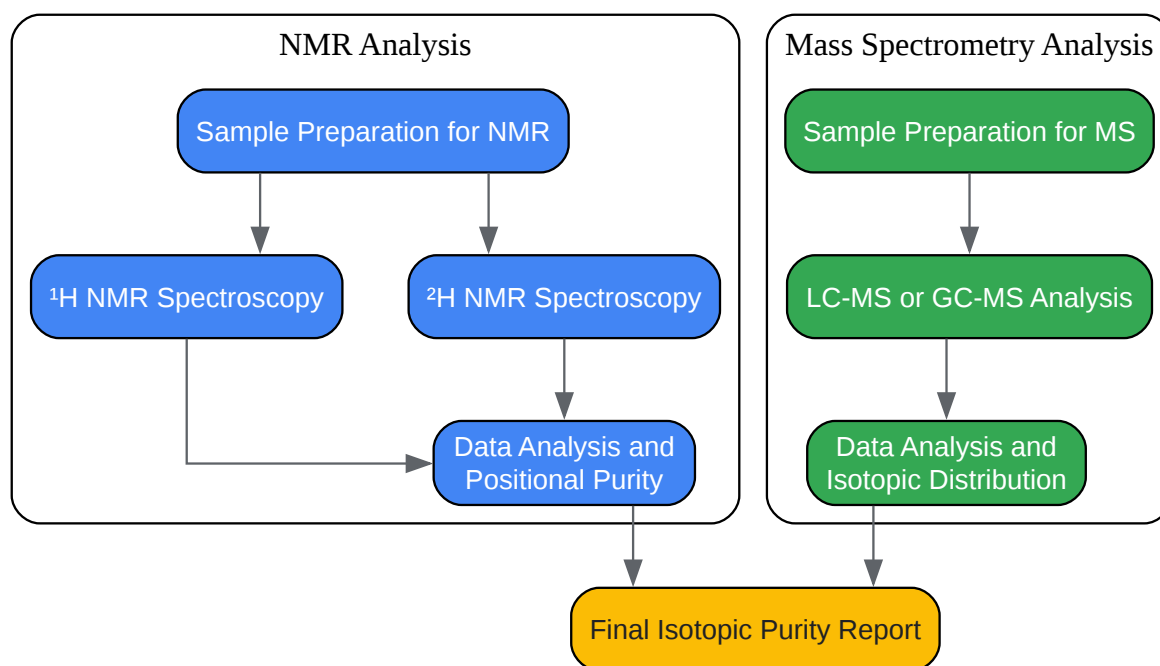 NMR Analysis
Sample Preparation for NMR
¹H NMR Spectroscopy
²H NMR Spectroscopy
Data Analysis and
Positional Purity
Mass Spectrometry Analysis
Sample Preparation for MS
LC-MS or GC-MS Analysis
Data Analysis and
Isotopic Distribution
Final Isotopic Purity Report